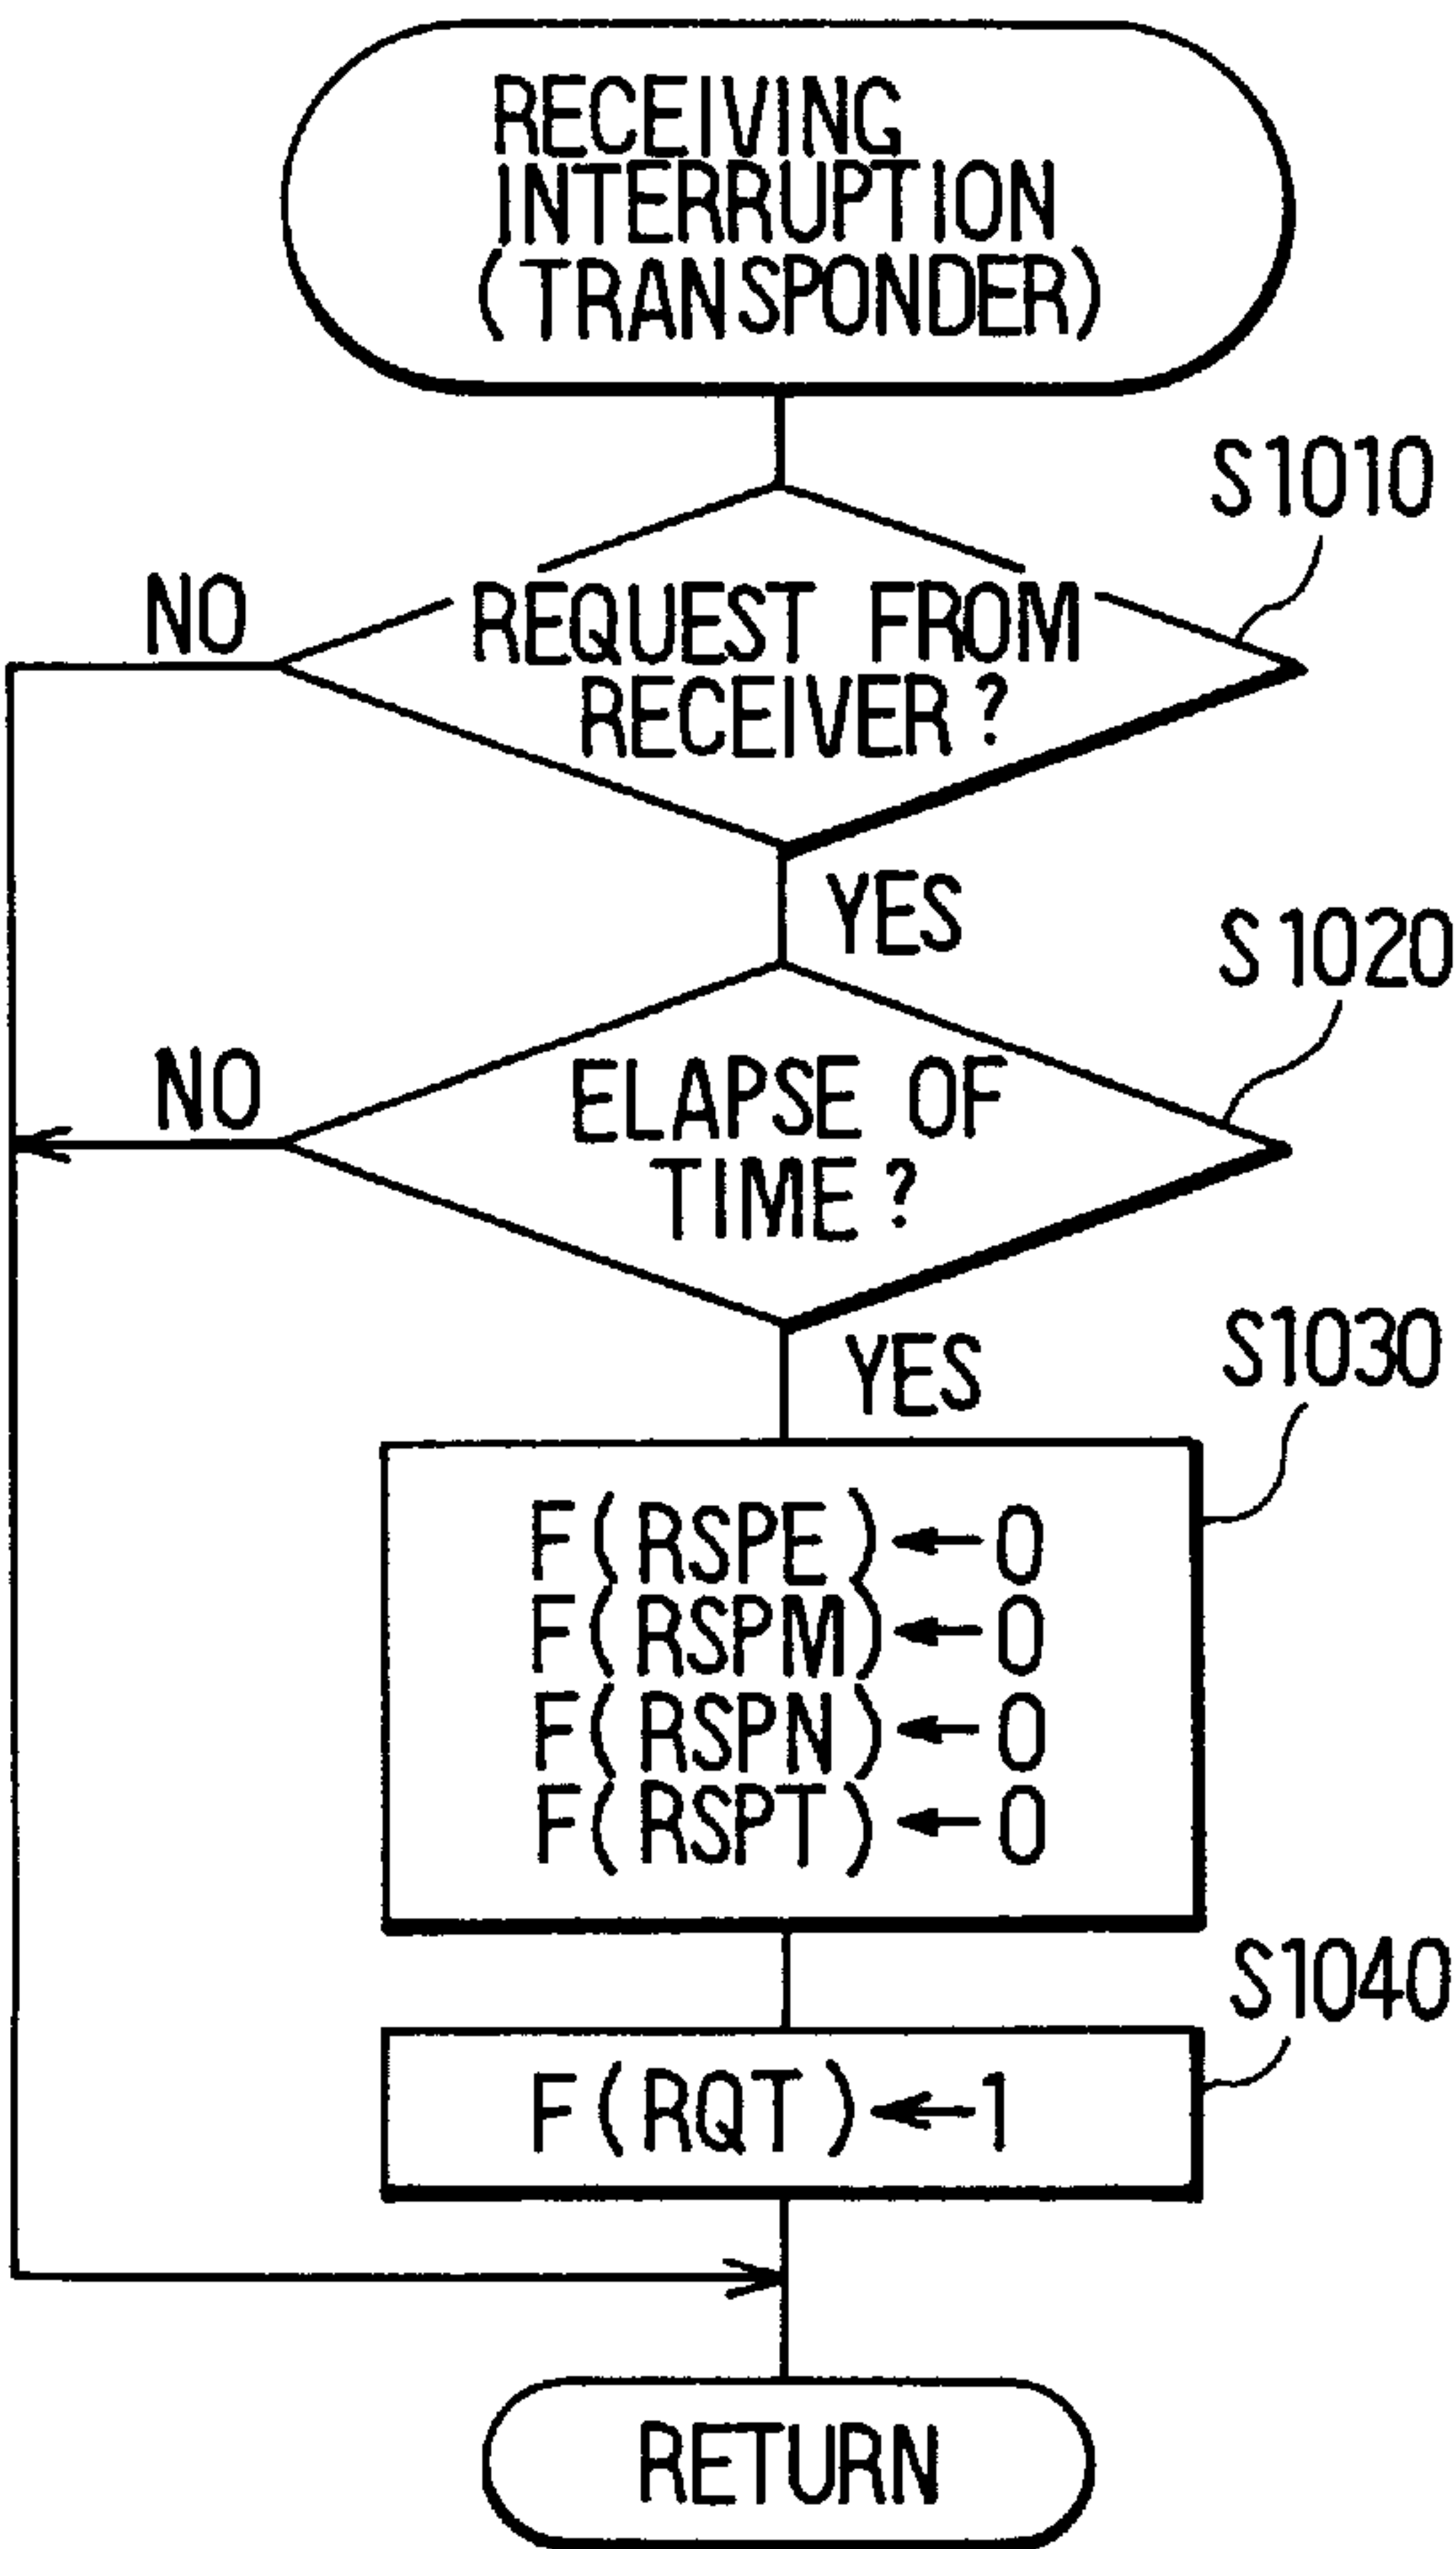 RECEIVING
INTERRUPTION
(TRANSPONDER)
S1010
NO
REQUEST FROM
RECEIVER?
YES
S1020
NO
ELAPSE OF
TIME?
YES
S1030
F(RSPE)←0
F(RSPM)←0
F(RSPN)←0
F(RSPT)←0
S1040
F(RQT)←1
RETURN